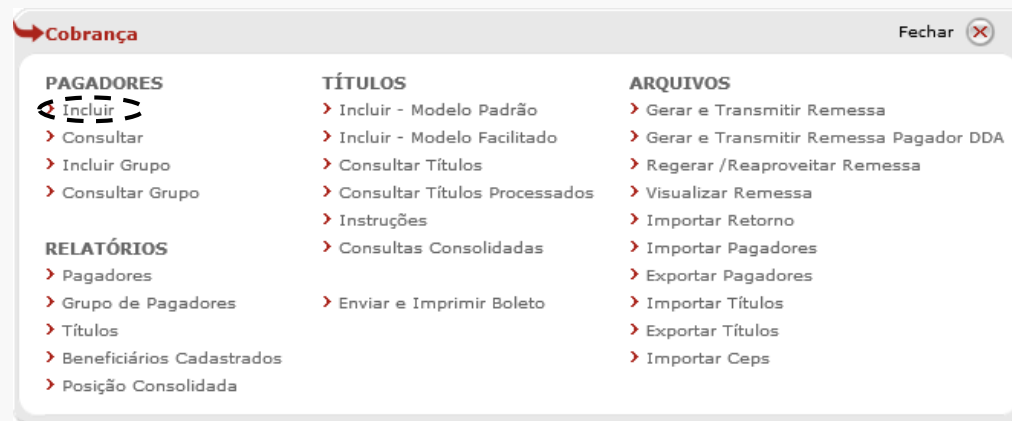 Cobrança
Fechar
PAGADORES
Incluir
Consultar
Incluir Grupo
Consultar Grupo
RELATÓRIOS
Pagadores
Grupo de Pagadores
Títulos
Beneficiários Cadastrados
Posição Consolidada
TÍTULOS
Incluir - Modelo Padrão
Incluir - Modelo Facilitado
Consultar Títulos
Consultar Títulos Processados
Instruções
Consultas Consolidadas
Enviar e Imprimir Boleto
ARQUIVOS
Gerar e Transmitir Remessa
Gerar e Transmitir Remessa Pagador DDA
Regerar /Reaproveitar Remessa
Visualizar Remessa
Importar Retorno
Importar Pagadores
Exportar Pagadores
Importar Títulos
Exportar Títulos
Importar Ceps